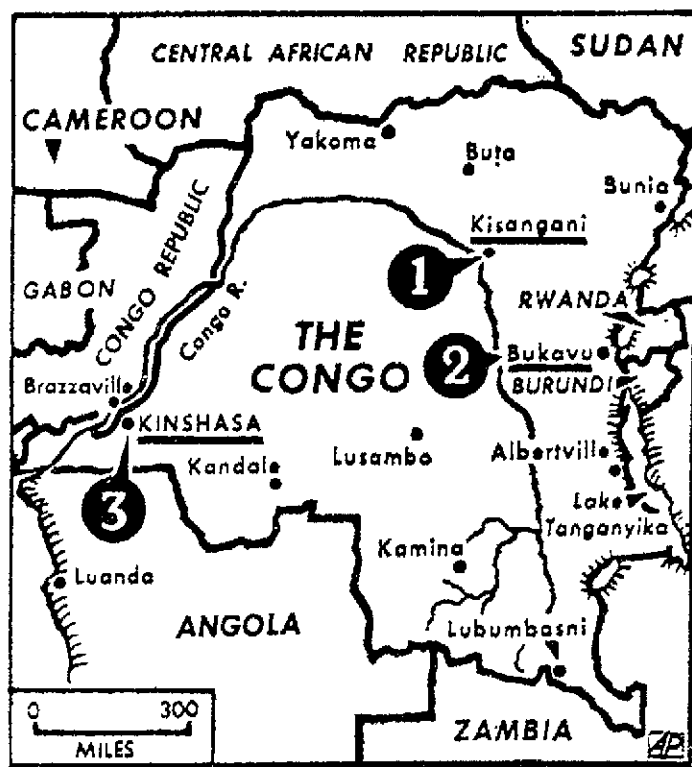 CENTRAL AFRICAN REPUBLIC
SUDAN
CAMEROON
Yakoma
Buta
Bunia
Kisangani
1
GABON
CONGO REPUBLIC
Congo R.
RWANDA
THE
CONGO
2
Bukavu
BURUNDI
Brazzaville
KINSHASA
Lusambo
Albertville
Kandale
3
Lake
Tanganyika
Kamina
Luanda
ANGOLA
Lubumbasni
0 300
MILES
ZAMBIA
AP